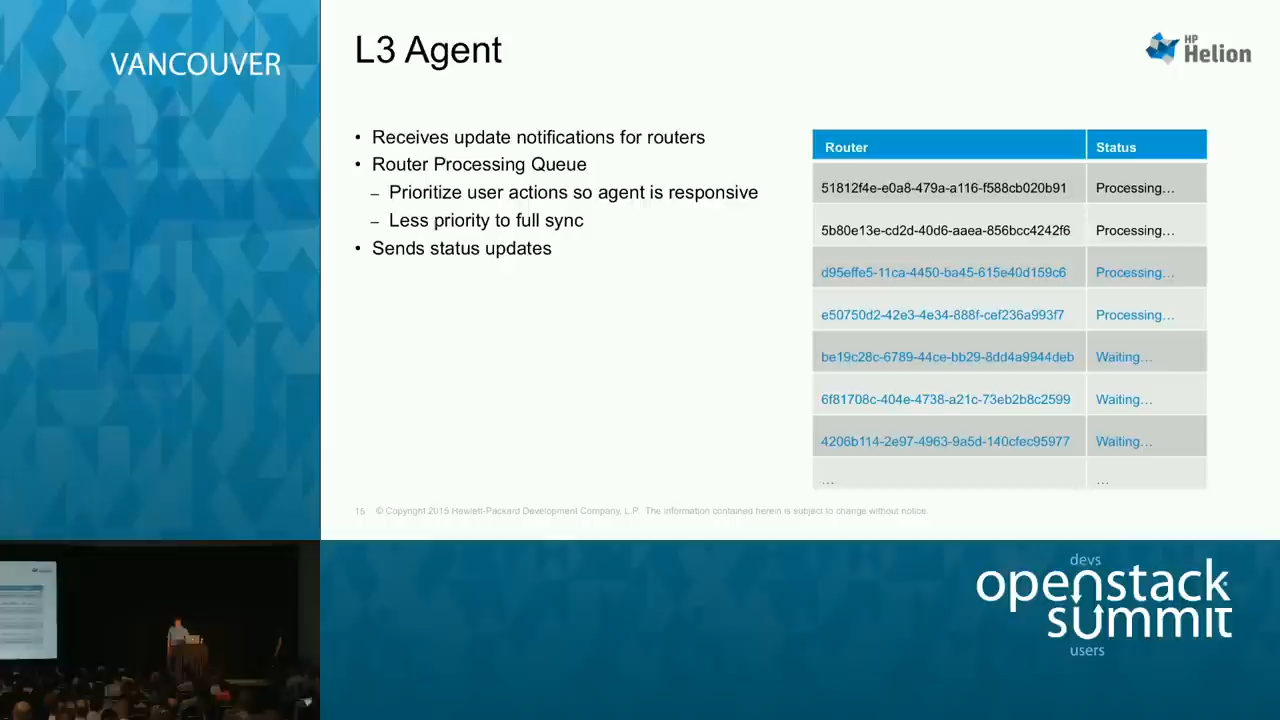 VANCOUVER
L3 Agent
HP
Helion
• Receives update notifications for routers
• Router Processing Queue
– Prioritize user actions so agent is responsive
– Less priority to full sync
• Sends status updates
Router Status
51812f4e-e0a8-479a-a116-f588cb020b91 Processing…
5b80e13e-cd2d-40d6-aaea-856bcc4242f6 Processing…
d95effe5-11ca-4450-ba45-615e40d159c6 Processing…
e50750d2-42e3-4e34-888f-cef236a993f7 Processing…
be19c28c-6789-44ce-bb29-8dd4a9944deb Waiting…
6f81708c-404e-4738-a21c-73eb2b8c2599 Waiting…
4206b114-2e97-4963-9a5d-140cfec95977 Waiting…
… …
15 © Copyright 2015 Hewlett-Packard Development Company, L.P. The information contained herein is subject to change without notice.
devs
openstack
summit
users